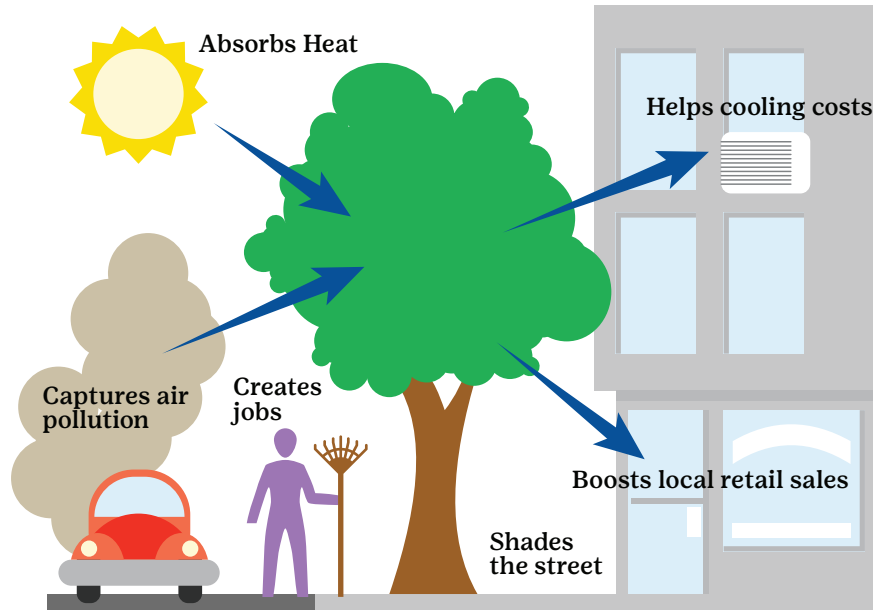 Absorbs Heat
Helps cooling costs
Captures air
pollution
Creates
jobs
Boosts local retail sales
Shades
the street